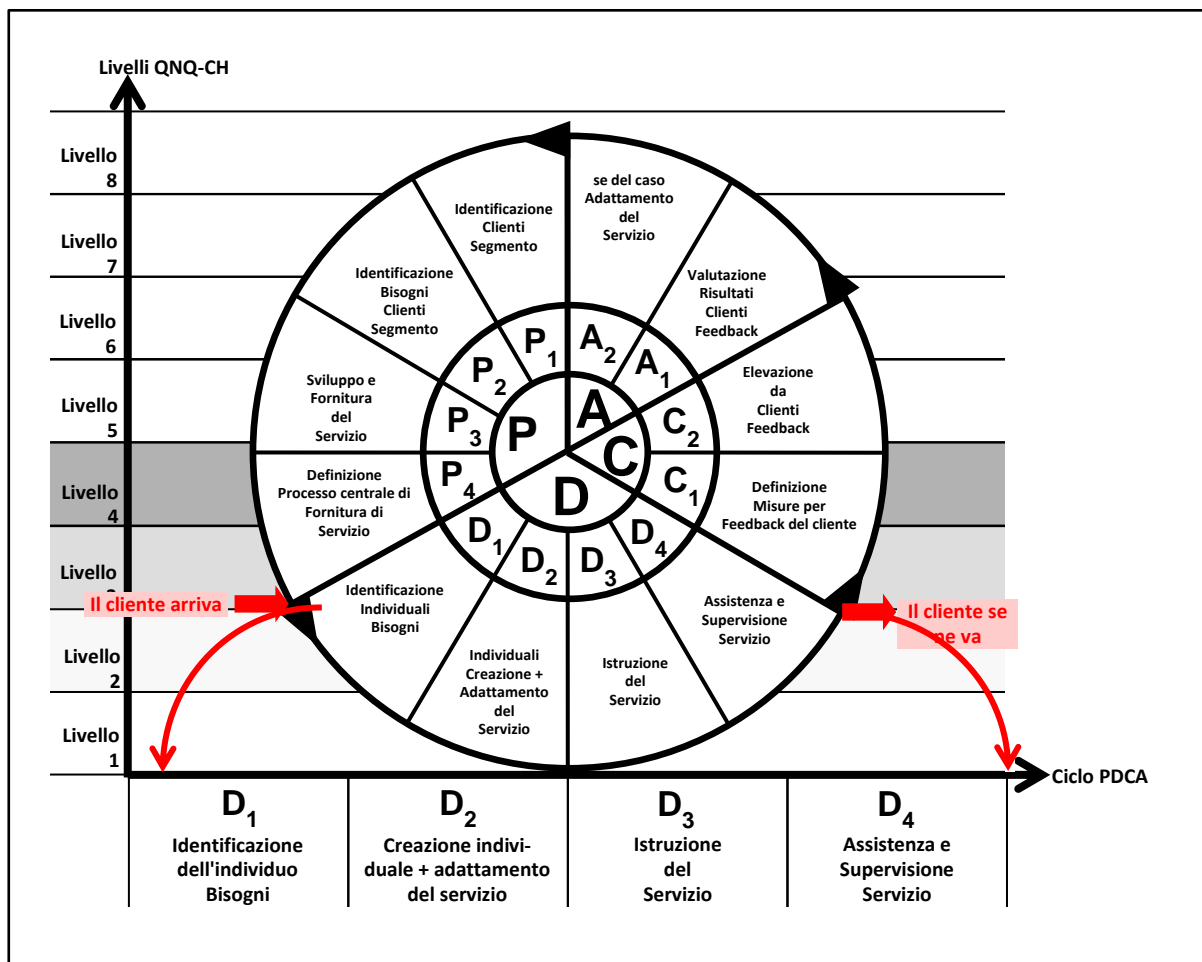 Livelli QNQ-CH
Livello
8
Livello
7
Livello
6
Livello
5
Livello
4
Livello
Livello
2
Livello
1
se del caso
Adattamento
del
Servizio
Identificazione
Clienti
Segmento
Valutazione
Risultati
Clienti
Feedback
Identificazione
Bisogni
Clienti
Segmento
Elevazione
da
Clienti
Feedback
Sviluppo e
Fornitura
del
Servizio
Definizione
Processo centrale di
Fornitura di
Servizio
Definizione
Misure per
Feedback del cliente
Identificazione
Individuali
Bisogni
Assistenza e
Supervisione
Servizio
Individuali
Creazione +
Adattamento
del
Servizio
Istruzione
del
Servizio
P1
A2
P2
A1
P3
C2
P4
C1
D1
D4
D2
D3
P
A
C
D
Il cliente arriva
Il cliente se
ne va
Ciclo PDCA
D1
Identificazione
dell'individuo
Bisogni
D2
Creazione indivi-
duale + adattamento
del servizio
D3
Istruzione
del
Servizio
D4
Assistenza e
Supervisione
Servizio